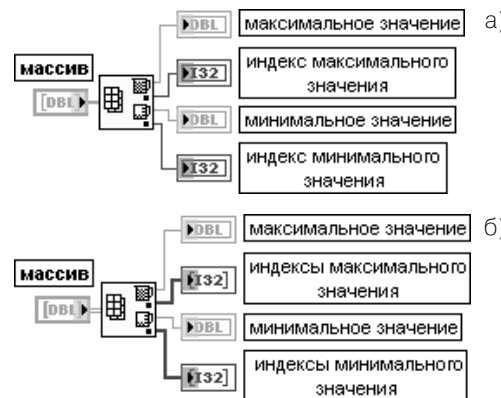 DBL максимальное значение а)
массив
индекс максимального
I32
значения
[DBL]
DBL минимальное значение
индекс минимального
I32
значения
DBL максимальное значение б)
массив
индексы максимального
[I32]
значения
[DBL]
DBL минимальное значение
индексы минимального
[I32]
значения